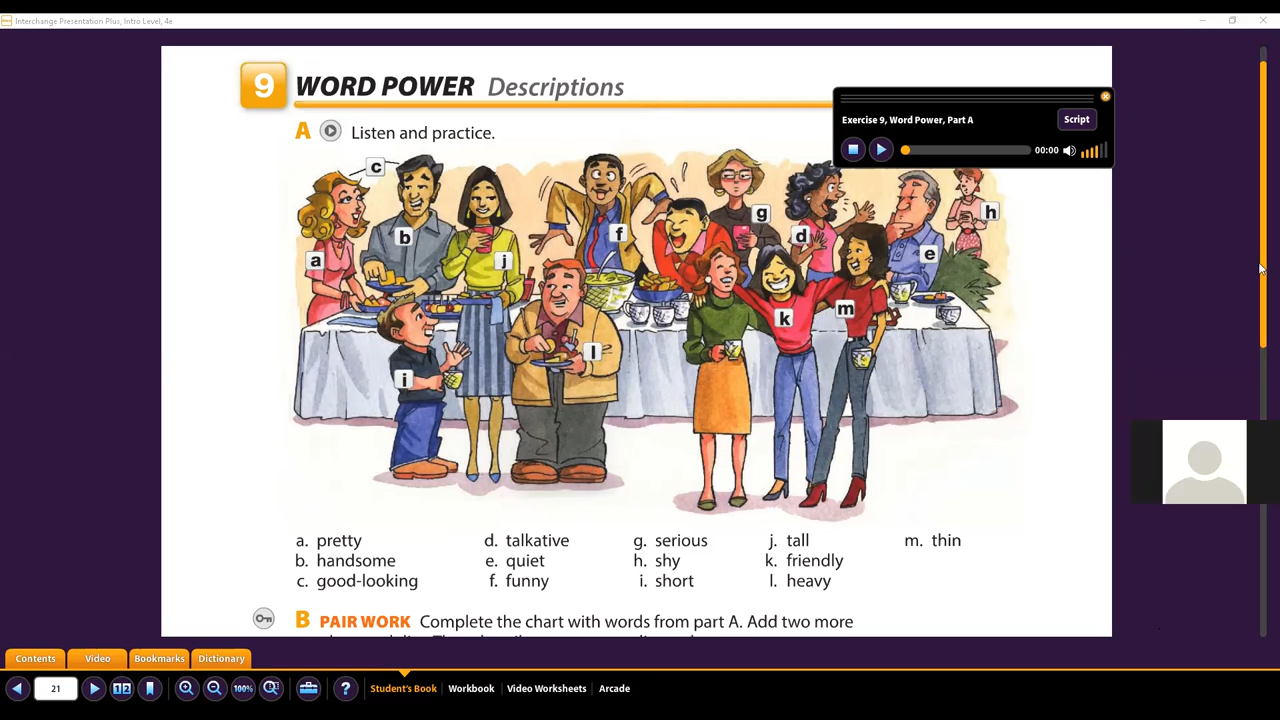 Interchange Presentation Plus, Intro Level, 4e
9 WORD POWER Descriptions
A Listen and practice.
Exercise 9, Word Power, Part A
Script
00:00
c
b
a
j
f
g
d
h
e
i
l
k
m
a. pretty
b. handsome
c. good-looking
d. talkative
e. quiet
f. funny
g. serious
h. shy
i. short
j. tall
k. friendly
l. heavy
m. thin
B PAIR WORK Complete the chart with words from part A. Add two more
Contents Video Bookmarks Dictionary
21 1 2 100% ? Student's Book Workbook Video Worksheets Arcade